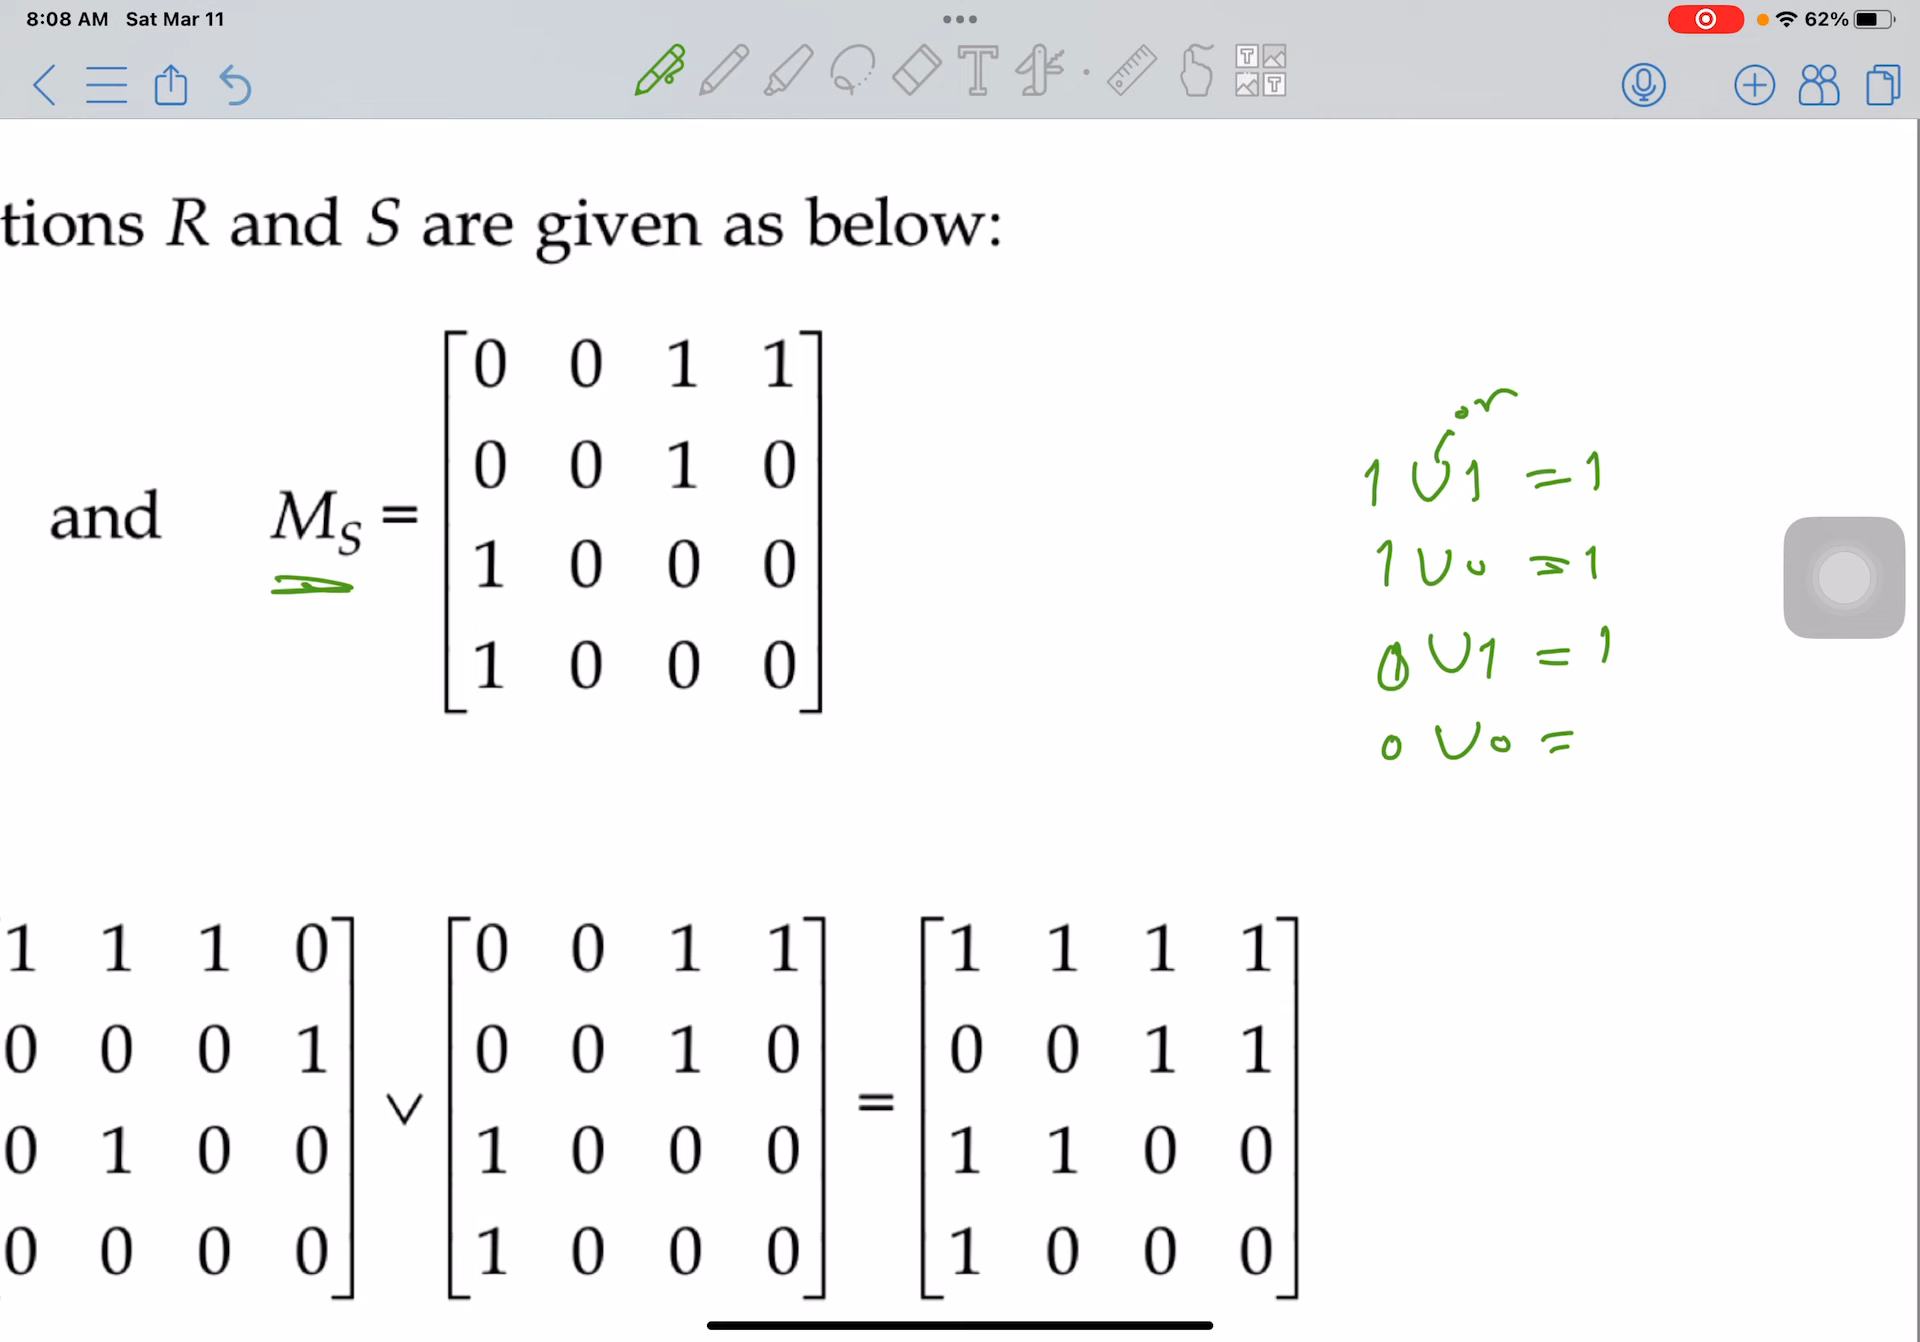 8:08 AM Sat Mar 11
62%
tions R and S are given as below:
and M_S =
0 0 1 1
0 0 1 0
1 0 0 0
1 0 0 0
or
1 ∪ 1 = 1
1 ∪ 0 = 1
0 ∪ 1 = 1
0 ∪ 0 =
1 1 1 0
0 0 0 1
0 1 0 0
0 0 0 0
∨
0 0 1 1
0 0 1 0
1 0 0 0
1 0 0 0
=
1 1 1 1
0 0 1 1
1 1 0 0
1 0 0 0